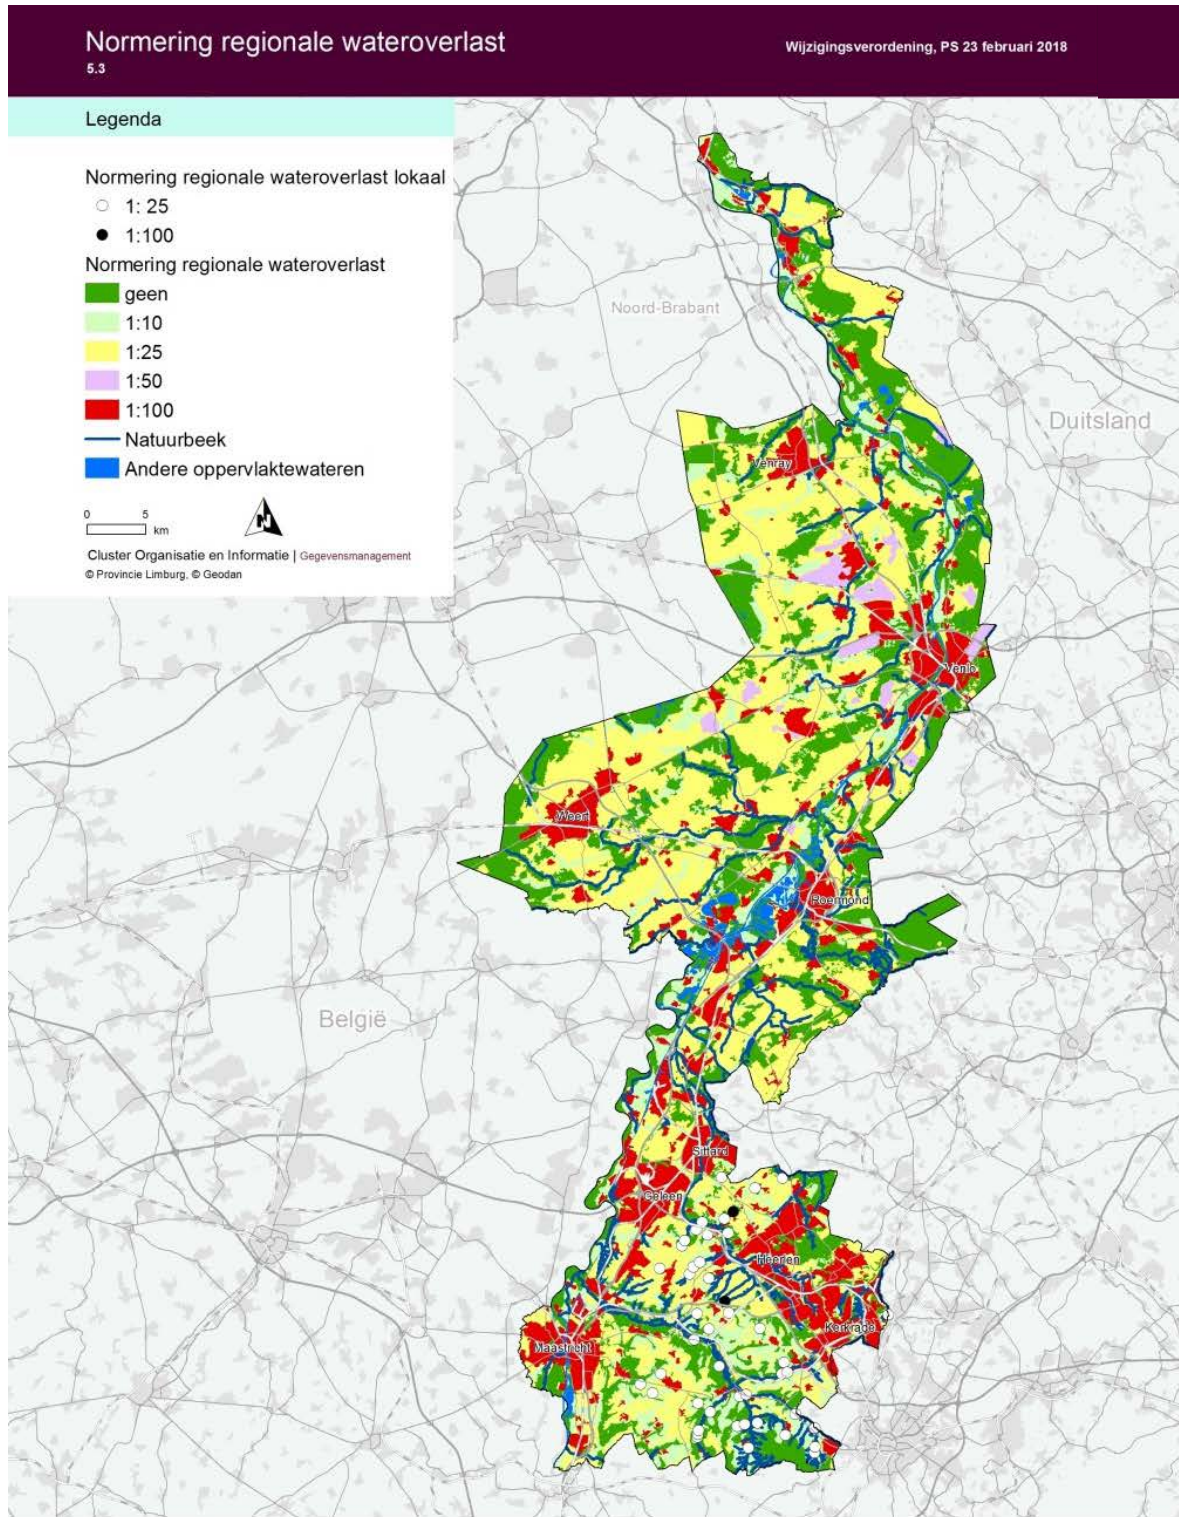 Normering regionale wateroverlast
5.3
Wijzigingsverordening, PS 23 februari 2018
Legenda
Normering regionale wateroverlast lokaal
1: 25
1:100
Normering regionale wateroverlast
geen
1:10
1:25
1:50
1:100
Natuurbeek
Andere oppervlaktewateren
0 5 km
N
Cluster Organisatie en Informatie | Gegevensmanagement
© Provincie Limburg, © Geodan
Noord-Brabant
Duitsland
Venray
Venlo
Weert
Roermond
België
Sittard
Geleen
Heerlen
Kerkrade
Maastricht